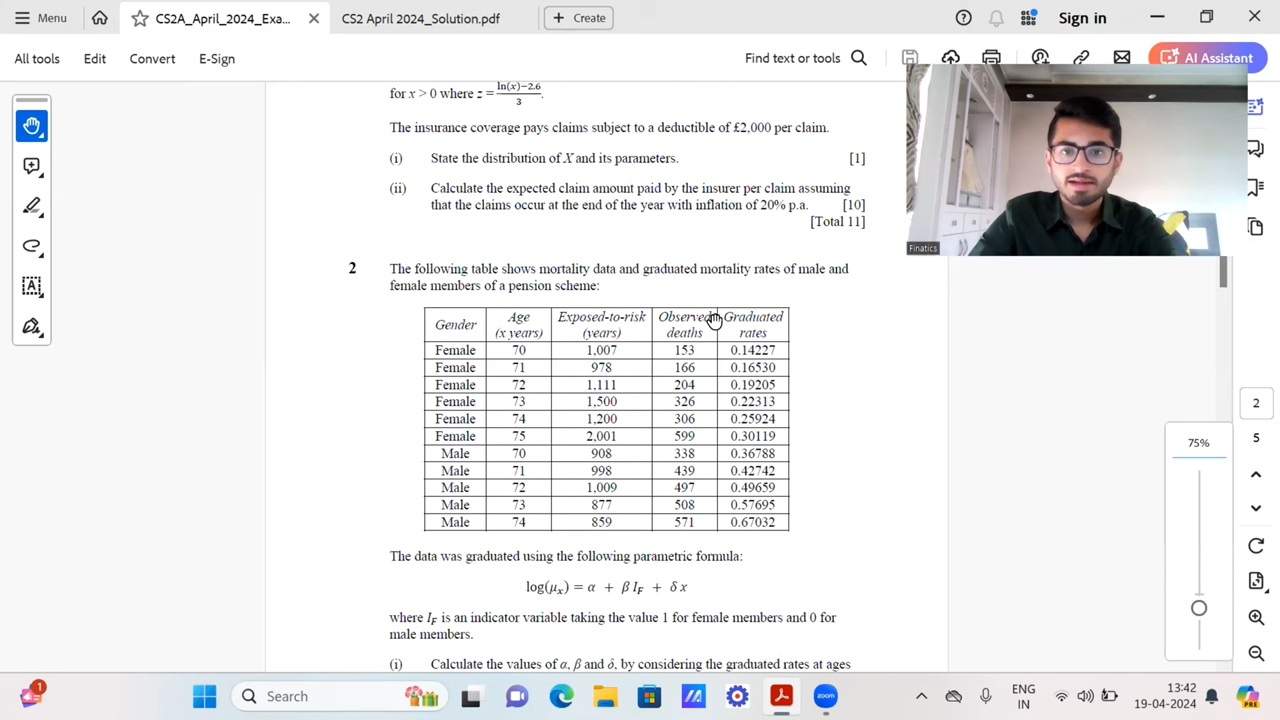 Menu
CS2A_April_2024_Exa...
CS2 April 2024_Solution.pdf
Create
Sign in
All tools
Edit
Convert
E-Sign
Find text or tools
AI Assistant
for x > 0 where z = ln(x)−2.6 / 3 .
The insurance coverage pays claims subject to a deductible of £2,000 per claim.
(i) State the distribution of X and its parameters. [1]
(ii) Calculate the expected claim amount paid by the insurer per claim assuming
that the claims occur at the end of the year with inflation of 20% p.a. [10]
[Total 11]
Finatics
2 The following table shows mortality data and graduated mortality rates of male and
female members of a pension scheme:
Gender Age (x years) Exposed-to-risk (years) Observed deaths Graduated rates
Female 70 1,007 153 0.14227
Female 71 978 166 0.16530
Female 72 1,111 204 0.19205
Female 73 1,500 326 0.22313
Female 74 1,200 306 0.25924
Female 75 2,001 599 0.30119
Male 70 908 338 0.36788
Male 71 998 439 0.42742
Male 72 1,009 497 0.49659
Male 73 877 508 0.57695
Male 74 859 571 0.67032
The data was graduated using the following parametric formula:
log(μx) = α + β IF + δ x
where IF is an indicator variable taking the value 1 for female members and 0 for
male members.
(i) Calculate the values of α, β and δ, by considering the graduated rates at ages
2
5
75%
1
Search
PRE
zoom
ENG
IN
13:42
19-04-2024